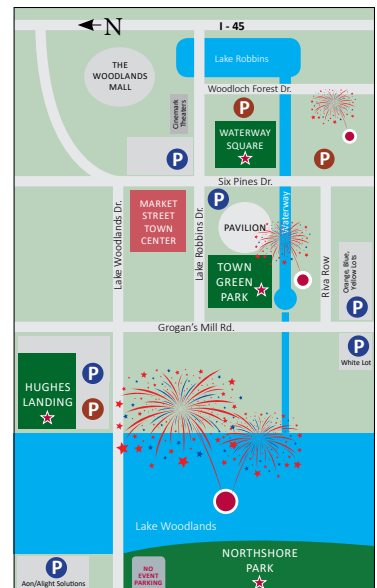 N
I - 45
Lake Robbins
THE
WOODLANDS
MALL
Woodloch Forest Dr.
Cinemark
Theaters
P
P
WATERWAY
SQUARE
P
Six Pines Dr.
P
MARKET
STREET
TOWN
CENTER
Lake Woodlands Dr.
Lake Robbins Dr.
PAVILION
Waterway
TOWN
GREEN
PARK
Riva Row
Orange, Blue,
Yellow Lots
P
Grogan's Mill Rd.
P
White Lot
P
HUGHES
LANDING
P
Lake Woodlands
P
Aon/Alight Solutions
NO
EVENT
PARKING
NORTHSHORE
PARK